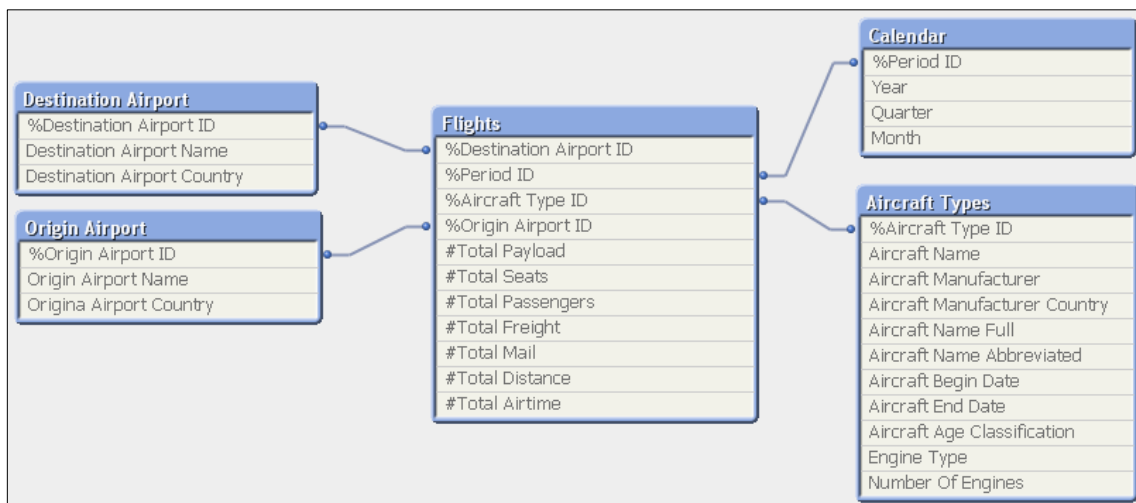 Destination Airport
%Destination Airport ID
Destination Airport Name
Destination Airport Country
Origin Airport
%Origin Airport ID
Origin Airport Name
Origina Airport Country
Flights
%Destination Airport ID
%Period ID
%Aircraft Type ID
%Origin Airport ID
#Total Payload
#Total Seats
#Total Passengers
#Total Freight
#Total Mail
#Total Distance
#Total Airtime
Calendar
%Period ID
Year
Quarter
Month
Aircraft Types
%Aircraft Type ID
Aircraft Name
Aircraft Manufacturer
Aircraft Manufacturer Country
Aircraft Name Full
Aircraft Name Abbreviated
Aircraft Begin Date
Aircraft End Date
Aircraft Age Classification
Engine Type
Number Of Engines